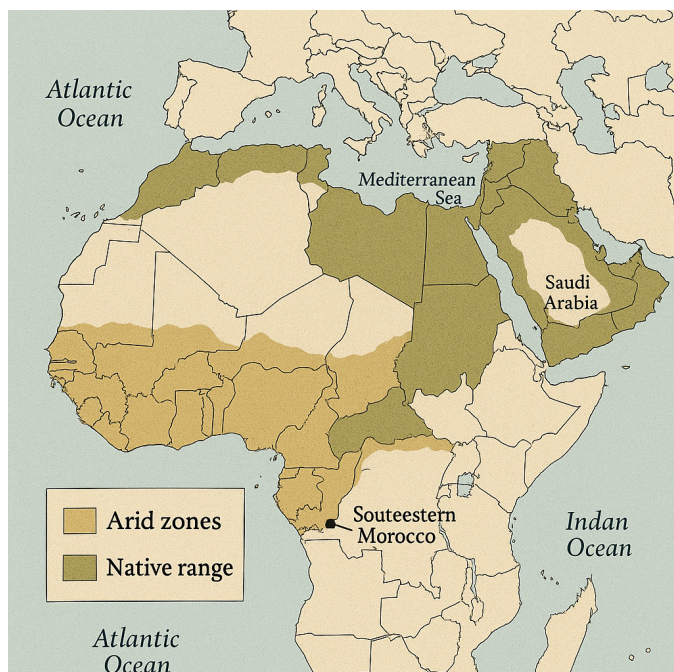 Atlantic
Ocean
Mediterranean
Sea
Saudi
Arabia
Arid zones
Native range
Souteestern
Morocco
Indan
Ocean
Atlantic
Ocean